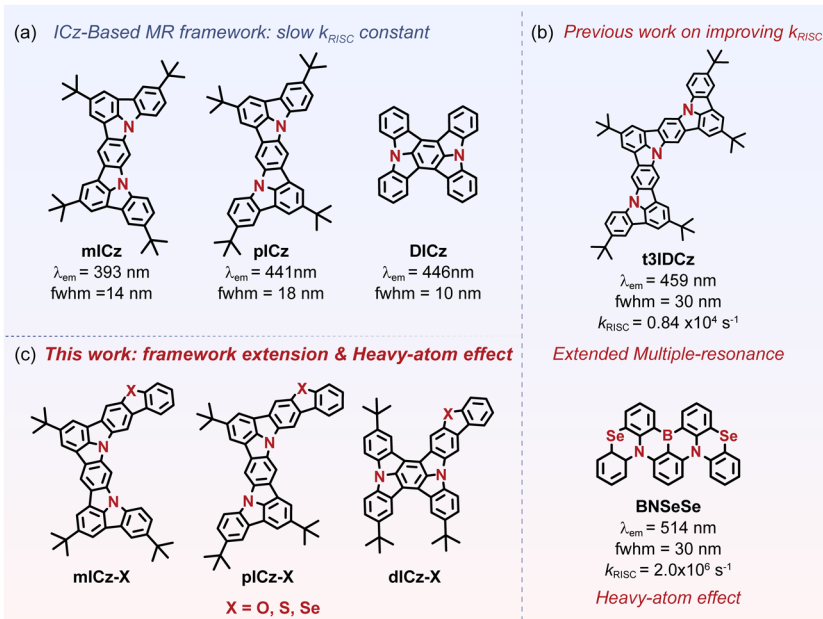 (a) ICz-Based MR framework: slow kRISC constant
N
N
mICz
λem = 393 nm
fwhm =14 nm
N
N
pICz
λem = 441nm
fwhm = 18 nm
N
N
DICz
λem = 446nm
fwhm = 10 nm
(b) Previous work on improving kRISC
N
N
N
t3IDCz
λem = 459 nm
fwhm = 30 nm
kRISC = 0.84 x10⁴ s⁻¹
Extended Multiple-resonance
Se
B
Se
N
N
BNSeSe
λem = 514 nm
fwhm = 30 nm
kRISC = 2.0x10⁶ s⁻¹
Heavy-atom effect
(c) This work: framework extension & Heavy-atom effect
X
N
N
mICz-X
X
N
N
pICz-X
X
N
N
dICz-X
X = O, S, Se